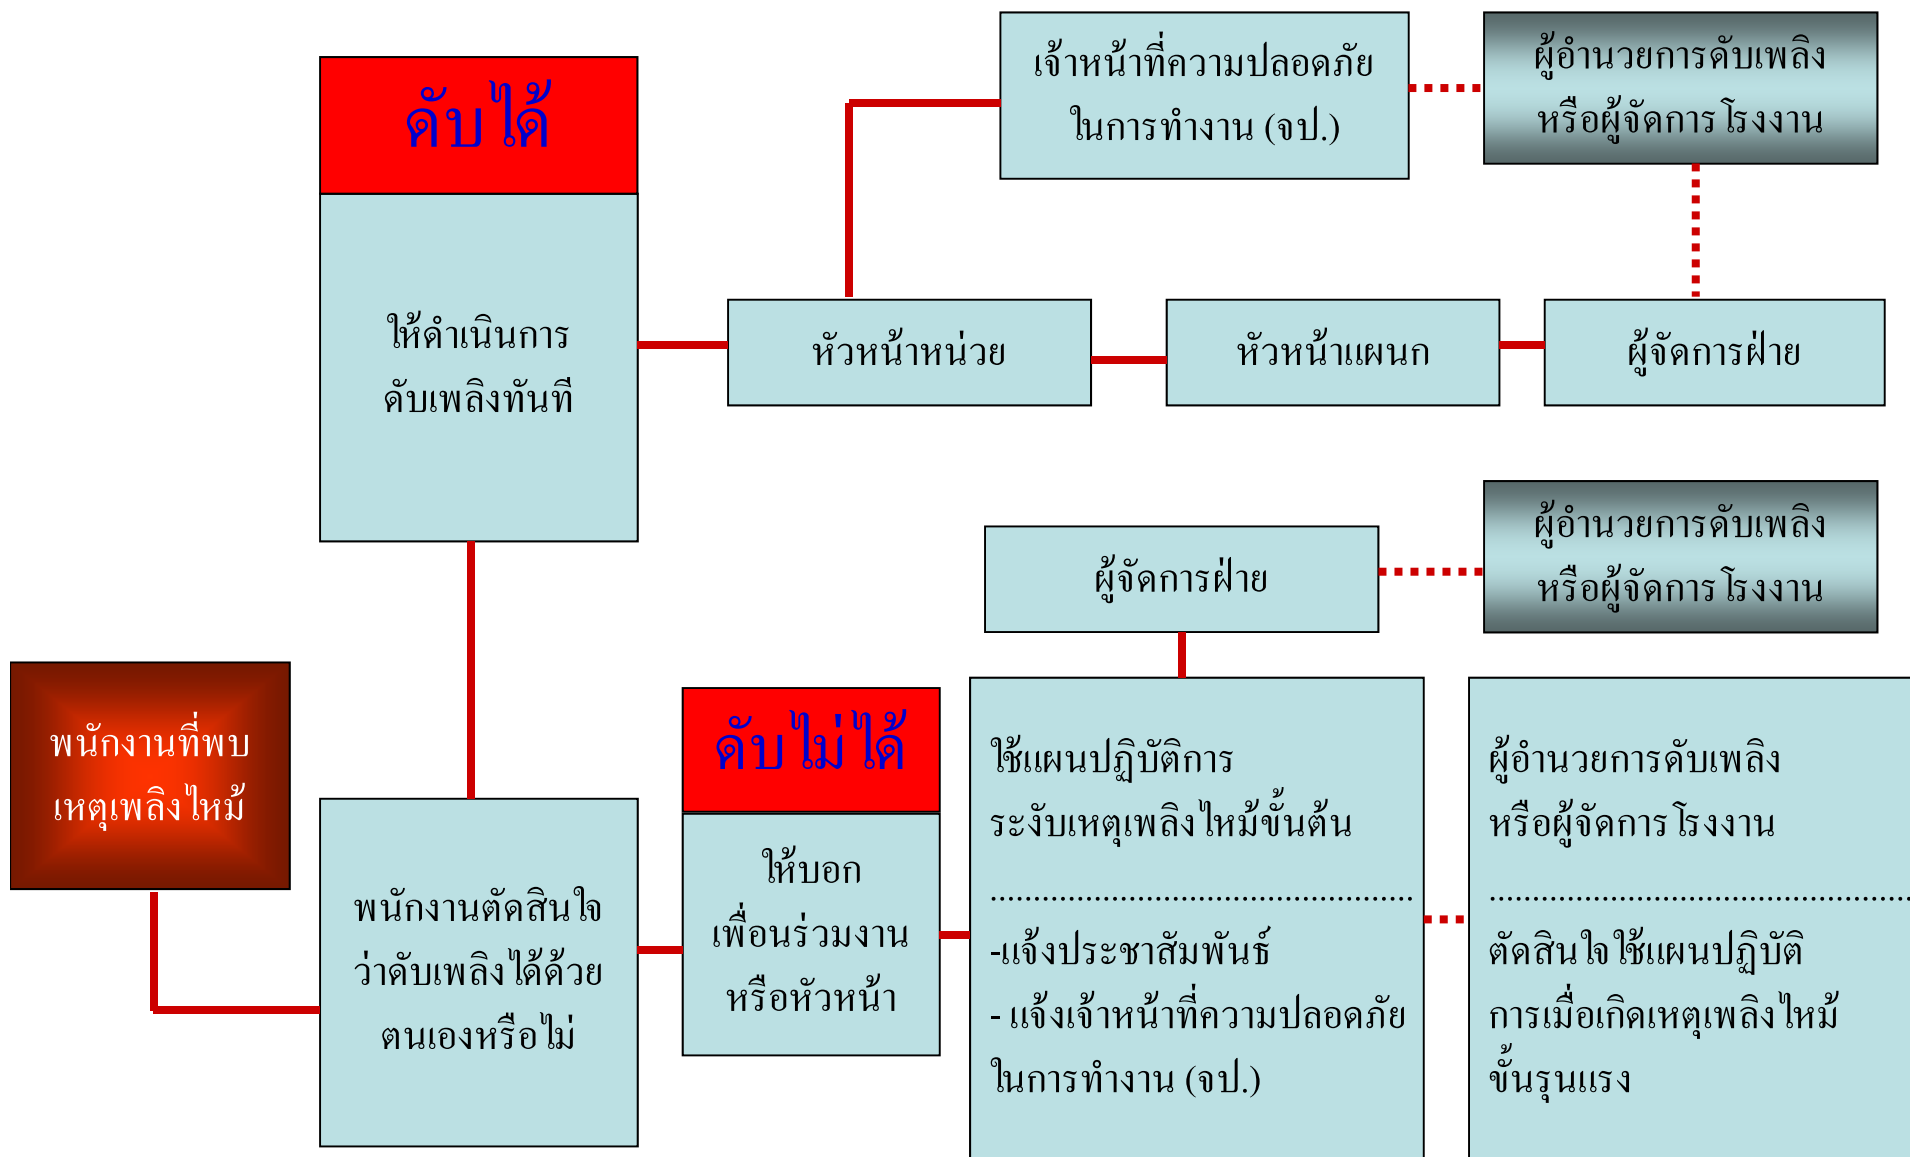 ดับได้
ให้ดำเนินการ
ดับเพลิงทันที
เจ้าหน้าที่ความปลอดภัย
ในการทำงาน (จป.)
ผู้อำนวยการดับเพลิง
หรือผู้จัดการโรงงาน
หัวหน้าหน่วย
หัวหน้าแผนก
ผู้จัดการฝ่าย
ผู้จัดการฝ่าย
ผู้อำนวยการดับเพลิง
หรือผู้จัดการโรงงาน
พนักงานที่พบ
เหตุเพลิงไหม้
พนักงานตัดสินใจ
ว่าดับเพลิงได้ด้วย
ตนเองหรือไม่
ดับไม่ได้
ให้บอก
เพื่อนร่วมงาน
หรือหัวหน้า
ใช้แผนปฏิบัติการ
ระงับเหตุเพลิงไหม้ขั้นต้น
.................................................
-แจ้งประชาสัมพันธ์
- แจ้งเจ้าหน้าที่ความปลอดภัย
ในการทำงาน (จป.)
ผู้อำนวยการดับเพลิง
หรือผู้จัดการโรงงาน
.................................................
ตัดสินใจใช้แผนปฏิบัติ
การเมื่อเกิดเหตุเพลิงไหม้
ขั้นรุนแรง